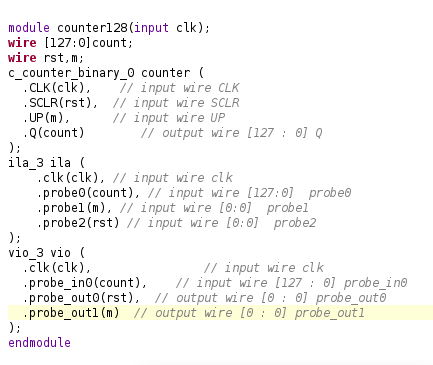 module counter128(input clk);
wire [127:0]count;
wire rst,m;
c_counter_binary_0 counter (
  .CLK(clk),    // input wire CLK
  .SCLR(rst),  // input wire SCLR
  .UP(m),      // input wire UP
  .Q(count)        // output wire [127 : 0] Q
);
ila_3 ila (
    .clk(clk), // input wire clk
    .probe0(count), // input wire [127:0]  probe0
    .probe1(m), // input wire [0:0]  probe1
    .probe2(rst) // input wire [0:0]  probe2
);
vio_3 vio (
  .clk(clk),                // input wire clk
  .probe_in0(count),    // input wire [127 : 0] probe_in0
  .probe_out0(rst),  // output wire [0 : 0] probe_out0
  .probe_out1(m)  // output wire [0 : 0] probe_out1
);
endmodule